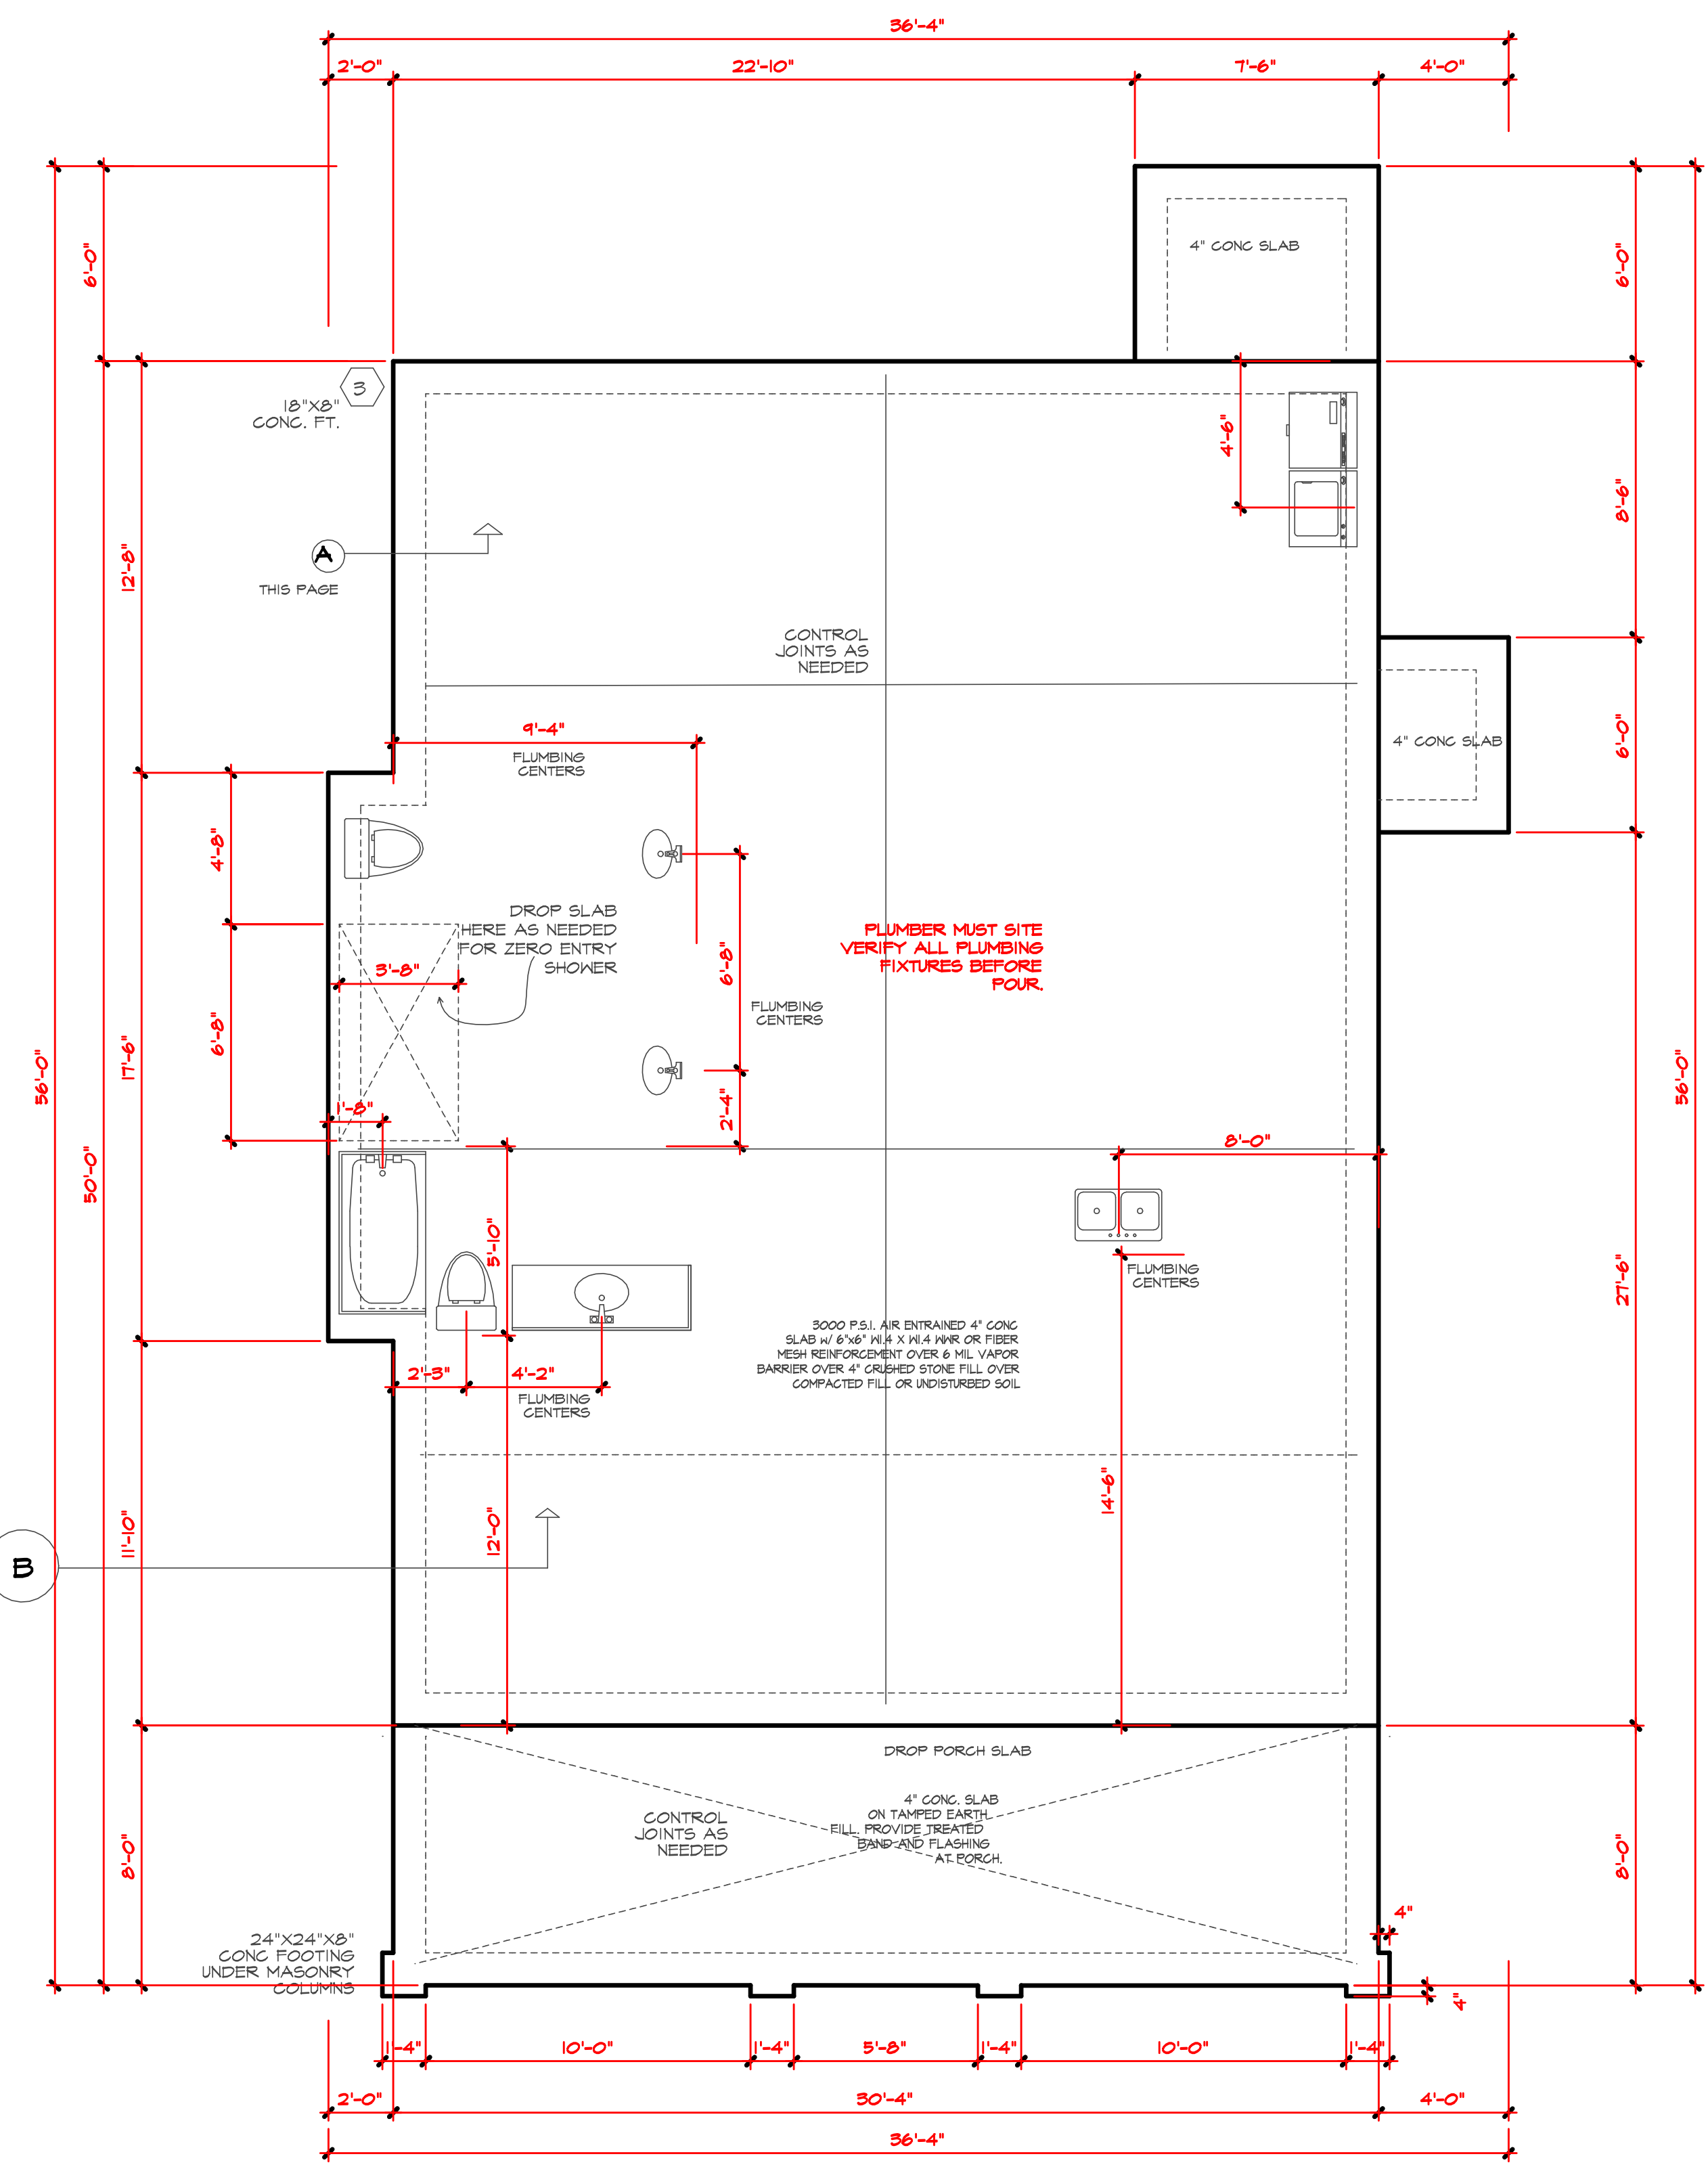 36'-4"
2'-0"
22'-10"
7'-6"
4'-0"
6'-0"
4" CONC SLAB
6'-0"
3
18"X8"
CONC. FT.
4'-6"
8'-6"
12'-8"
A
THIS PAGE
CONTROL
JOINTS AS
NEEDED
9'-4"
FLUMBING
CENTERS
4" CONC SLAB
6'-0"
4'-8"
DROP SLAB
HERE AS NEEDED
FOR ZERO ENTRY
SHOWER
3'-8"
6'-8"
PLUMBER MUST SITE
VERIFY ALL PLUMBING
FIXTURES BEFORE
POUR.
FLUMBING
CENTERS
6'-8"
17'-6"
56'-0"
56'-0"
50'-0"
1'-8"
2'-4"
8'-0"
5'-10"
FLUMBING
CENTERS
27'-6"
3000 P.S.I. AIR ENTRAINED 4" CONC
SLAB W/ 6"x6" W1.4 X W1.4 WWR OR FIBER
MESH REINFORCEMENT OVER 6 MIL VAPOR
BARRIER OVER 4" CRUSHED STONE FILL OVER
COMPACTED FILL OR UNDISTURBED SOIL
2'-3"
4'-2"
FLUMBING
CENTERS
14'-6"
11'-10"
12'-0"
B
DROP PORCH SLAB
4" CONC. SLAB
ON TAMPED EARTH
FILL. PROVIDE TREATED
BAND AND FLASHING
AT PORCH.
CONTROL
JOINTS AS
NEEDED
8'-0"
8'-0"
4"
24"X24"X8"
CONC FOOTING
UNDER MASONRY
COLUMNS
4"
1'-4"
10'-0"
1'-4"
5'-8"
1'-4"
10'-0"
1'-4"
2'-0"
30'-4"
4'-0"
36'-4"